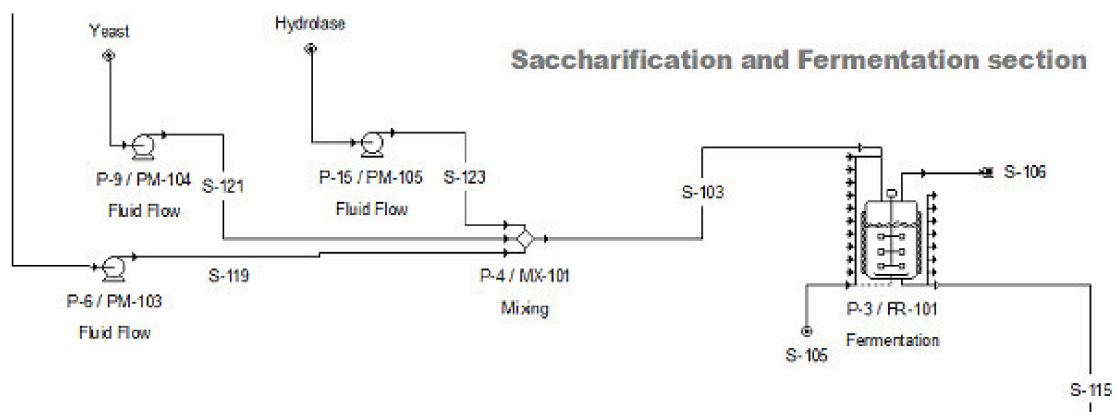 Yeast
Hydrolase
Saccharification and Fermentation section
P-9 / PM-104
S-121
Fluid Flow
P-15 / PM-105
S-123
Fluid Flow
S-103
S-106
P-6 / PM-103
Fluid Flow
S-119
P-4 / MX-101
Mixing
P-3 / FR-101
Fermentation
S-105
S-115